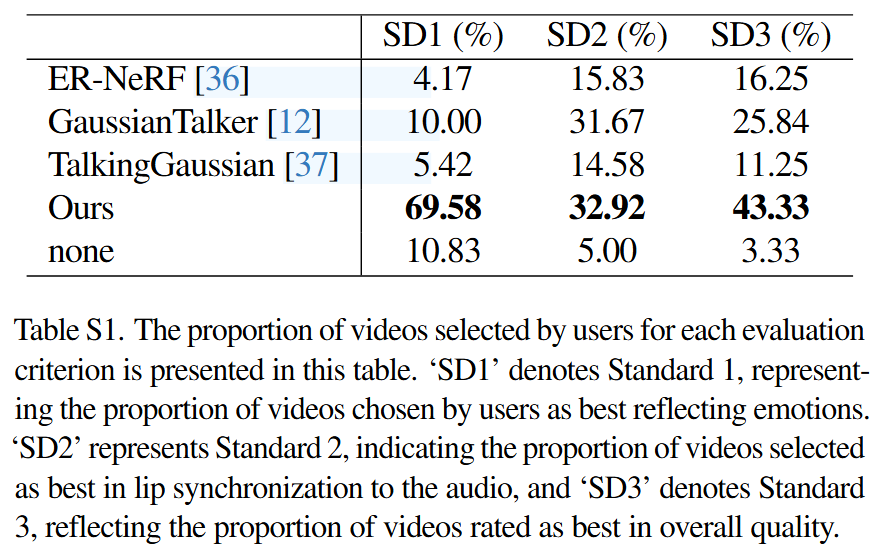 SD1 (%) SD2 (%) SD3 (%)
ER-NeRF [36] 4.17 15.83 16.25
GaussianTalker [12] 10.00 31.67 25.84
TalkingGaussian [37] 5.42 14.58 11.25
Ours 69.58 32.92 43.33
none 10.83 5.00 3.33
Table S1. The proportion of videos selected by users for each evaluation
criterion is presented in this table. ‘SD1’ denotes Standard 1, represent-
ing the proportion of videos chosen by users as best reflecting emotions.
‘SD2’ represents Standard 2, indicating the proportion of videos selected
as best in lip synchronization to the audio, and ‘SD3’ denotes Standard
3, reflecting the proportion of videos rated as best in overall quality.